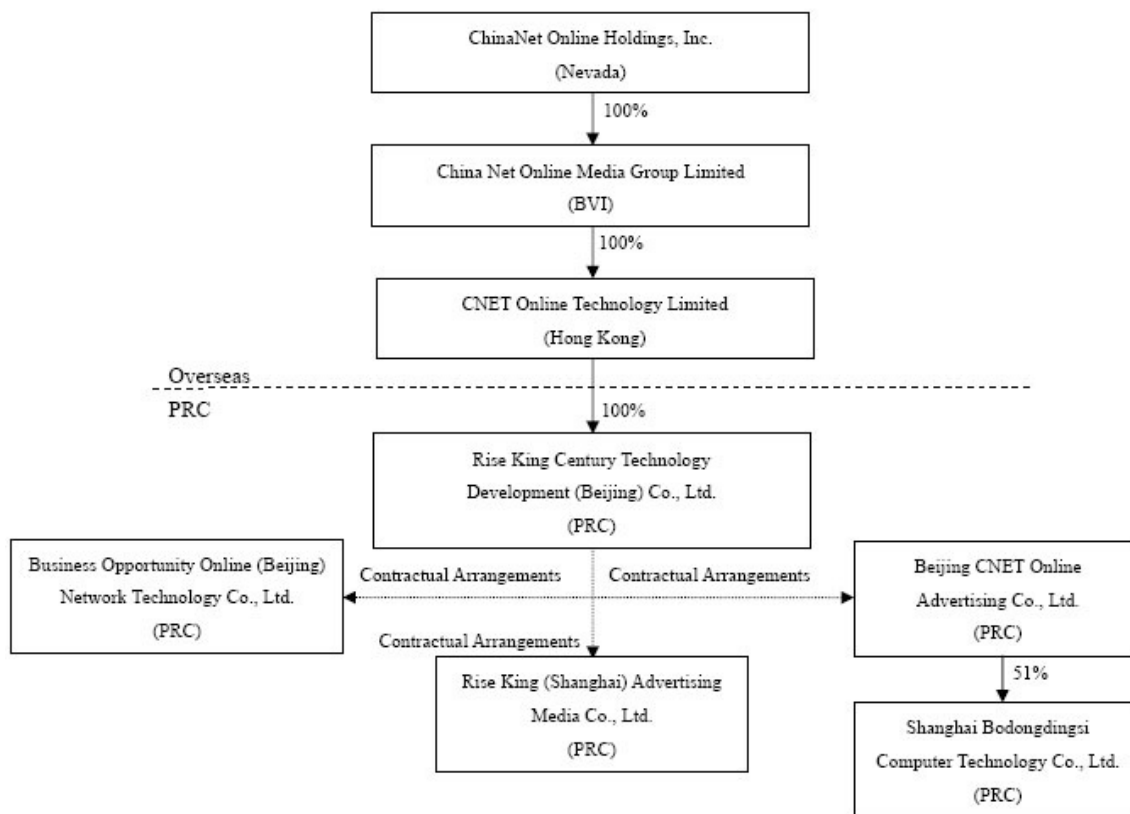 ChinaNet Online Holdings, Inc.
(Nevada)
100%
China Net Online Media Group Limited
(BVI)
100%
CNET Online Technology Limited
(Hong Kong)
Overseas
PRC
100%
Rise King Century Technology
Development (Beijing) Co., Ltd.
(PRC)
Business Opportunity Online (Beijing)
Network Technology Co., Ltd.
(PRC)
Contractual Arrangements
Contractual Arrangements
Beijing CNET Online
Advertising Co., Ltd.
(PRC)
Contractual Arrangements
Rise King (Shanghai) Advertising
Media Co., Ltd.
(PRC)
51%
Shanghai Bodongdingsi
Computer Technology Co., Ltd.
(PRC)